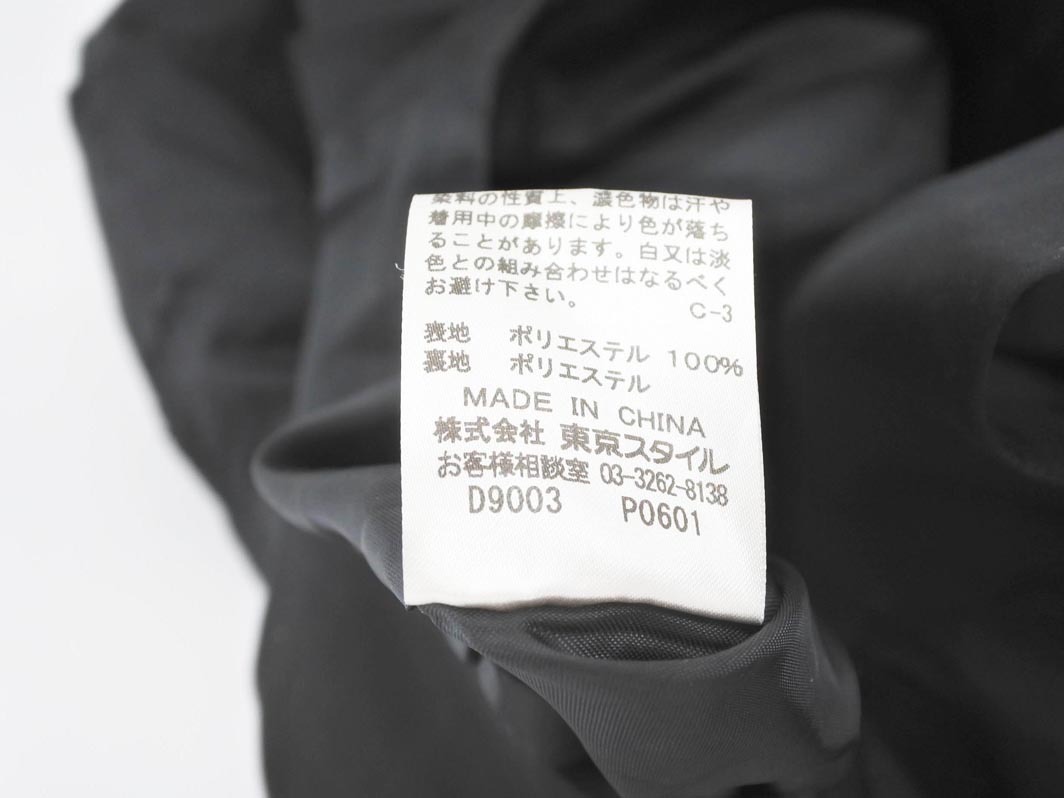 染料の性質上、濃色物は汗や
着用中の摩擦により色が落ち
ることがあります。白又は淡
色との組み合わせはなるべく
お避け下さい。
C-3
表地 ポリエステル 100%
裏地 ポリエステル
MADE IN CHINA
株式会社 東京スタイル
お客様相談室 03-3262-8138
D9003 P0601